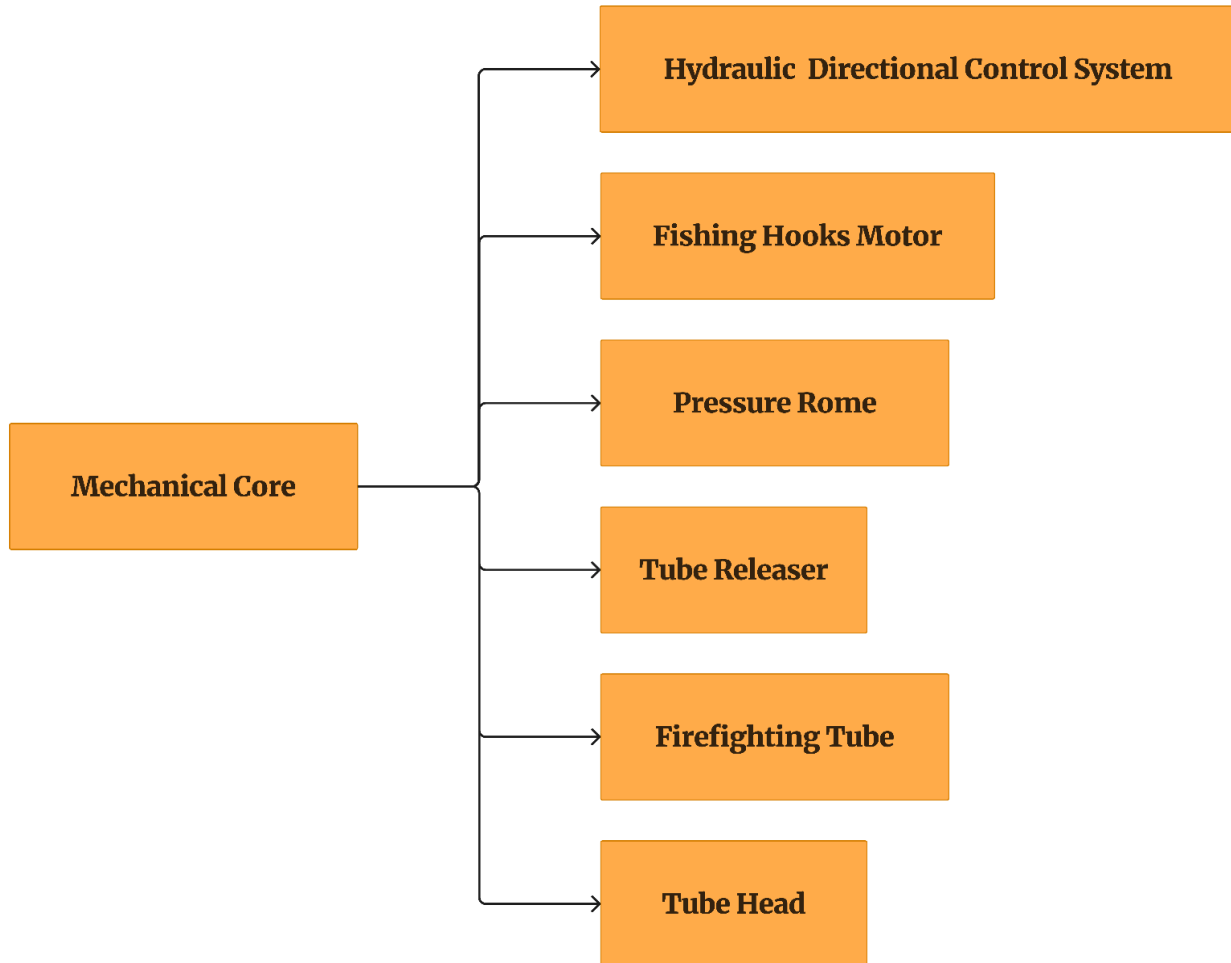 Hydraulic  Directional Control System
Fishing Hooks Motor
Pressure Rome
Mechanical Core
Tube Releaser
Firefighting Tube
Tube Head